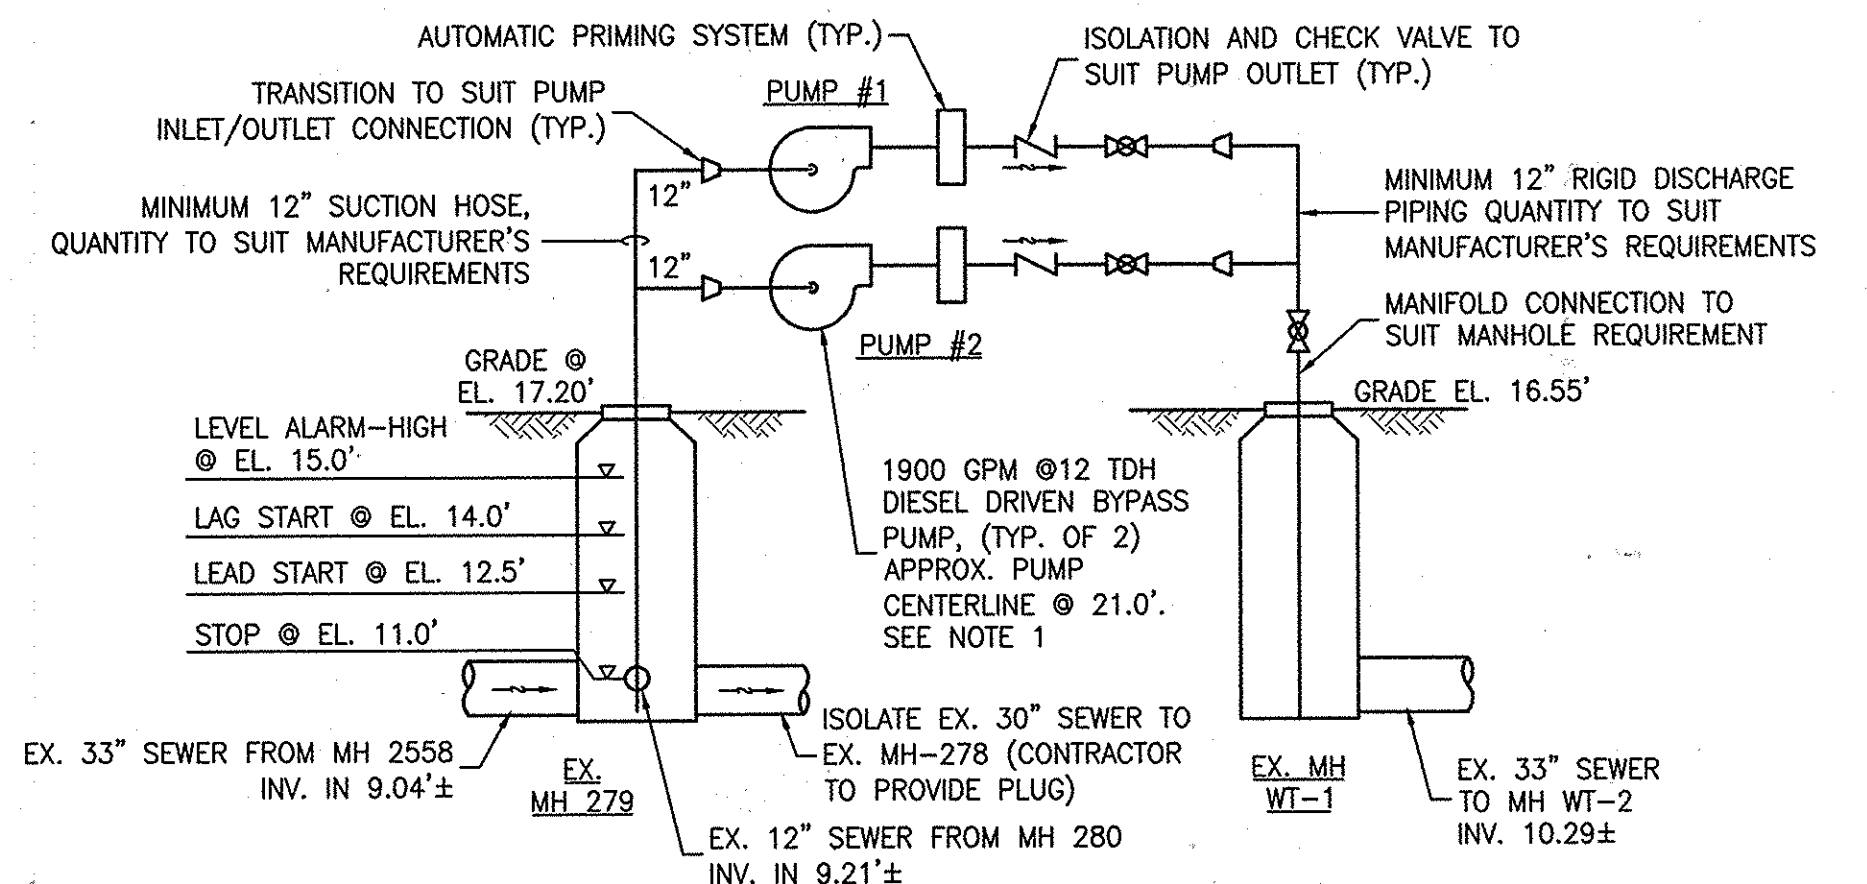 AUTOMATIC PRIMING SYSTEM (TYP.)
ISOLATION AND CHECK VALVE TO
SUIT PUMP OUTLET (TYP.)
TRANSITION TO SUIT PUMP
INLET/OUTLET CONNECTION (TYP.)
PUMP #1
12"
MINIMUM 12" SUCTION HOSE,
QUANTITY TO SUIT MANUFACTURER'S
REQUIREMENTS
12"
MINIMUM 12" RIGID DISCHARGE
PIPING QUANTITY TO SUIT
MANUFACTURER'S REQUIREMENTS
PUMP #2
MANIFOLD CONNECTION TO
SUIT MANHOLE REQUIREMENT
GRADE @
EL. 17.20'
GRADE EL. 16.55'
LEVEL ALARM-HIGH
@ EL. 15.0'
LAG START @ EL. 14.0'
LEAD START @ EL. 12.5'
STOP @ EL. 11.0'
1900 GPM @12 TDH
DIESEL DRIVEN BYPASS
PUMP, (TYP. OF 2)
APPROX. PUMP
CENTERLINE @ 21.0'.
SEE NOTE 1
EX. 33" SEWER FROM MH 2558
INV. IN 9.04'±
EX.
MH 279
ISOLATE EX. 30" SEWER TO
EX. MH-278 (CONTRACTOR
TO PROVIDE PLUG)
EX. 12" SEWER FROM MH 280
INV. IN 9.21'±
EX. MH
WT-1
EX. 33" SEWER
TO MH WT-2
INV. 10.29±